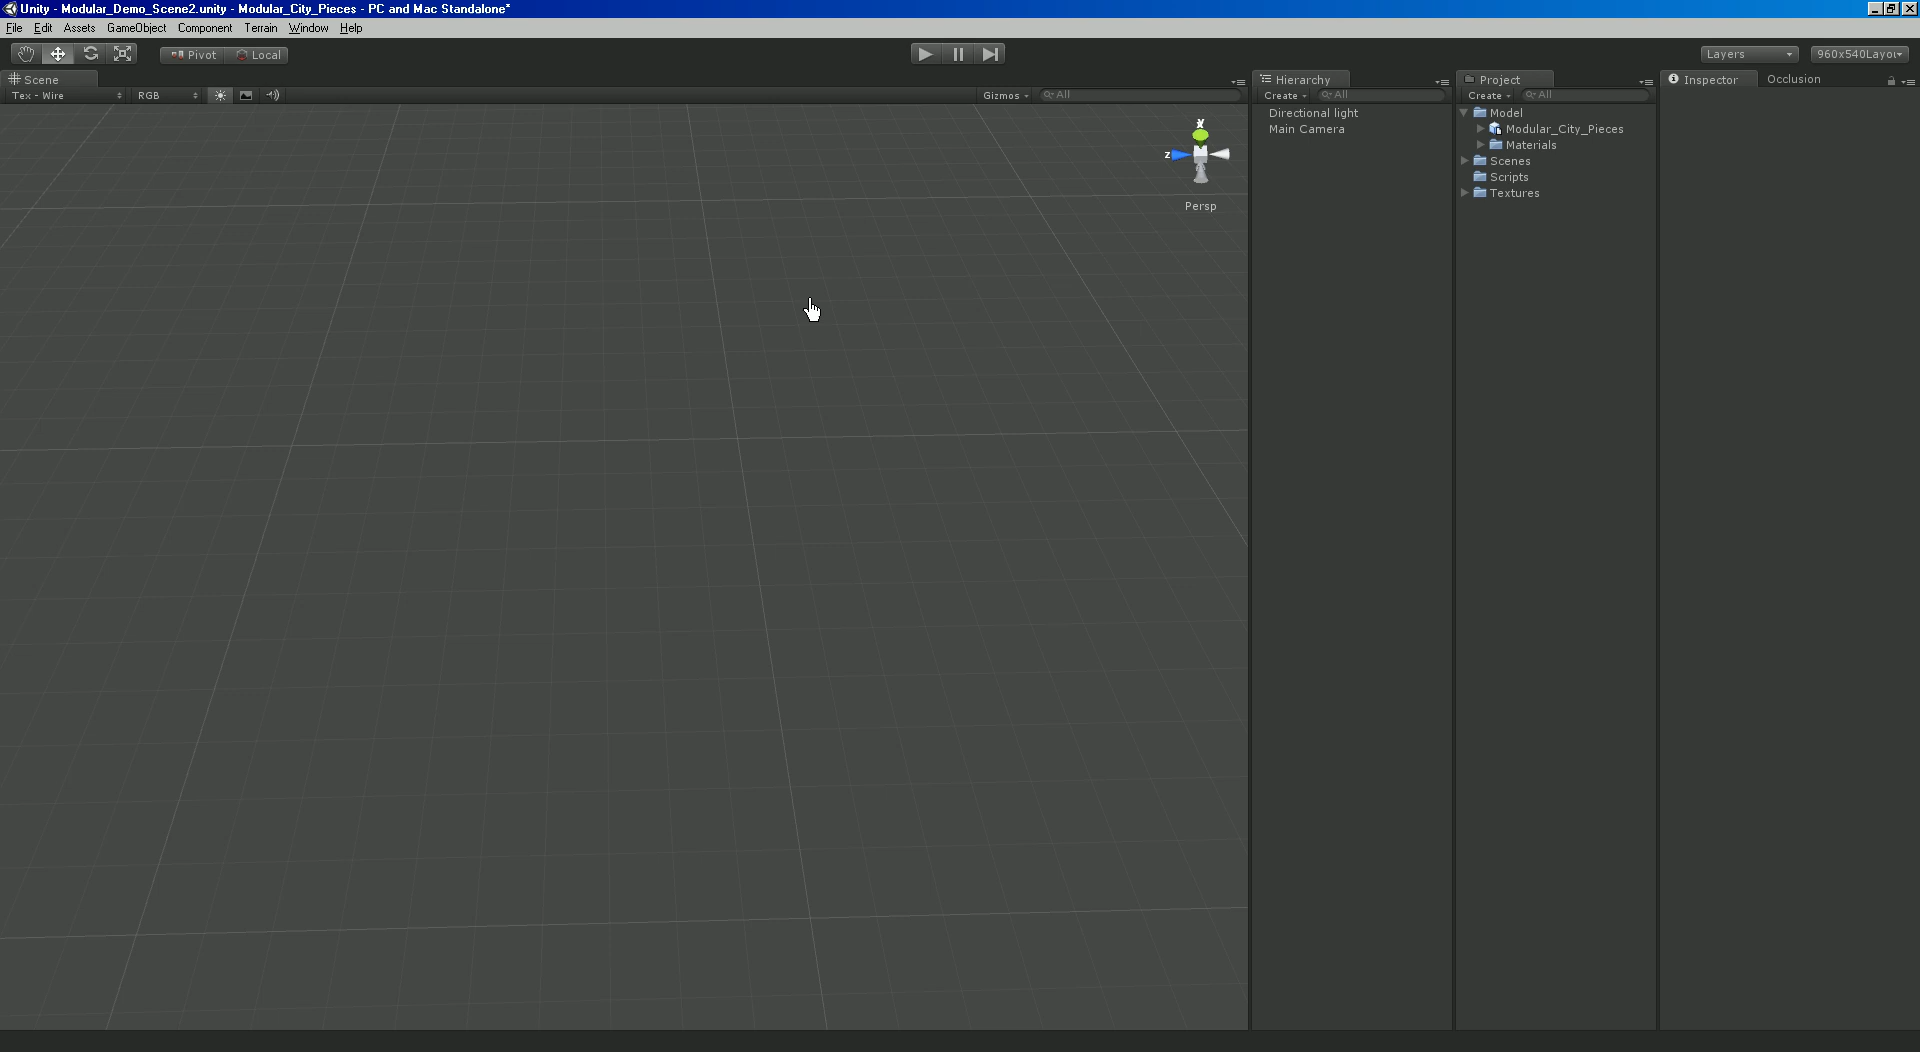 Unity - Modular_Demo_Scene2.unity - Modular_City_Pieces - PC and Mac Standalone*
File Edit Assets GameObject Component Terrain Window Help
Pivot Local Layers 960x540Layou
Scene Hierarchy Project Inspector Occlusion
Tex - Wire RGB Gizmos All Create All Create All
Directional light
Main Camera
Model
Modular_City_Pieces
Materials
Scenes
Scripts
Textures
y
z
Persp